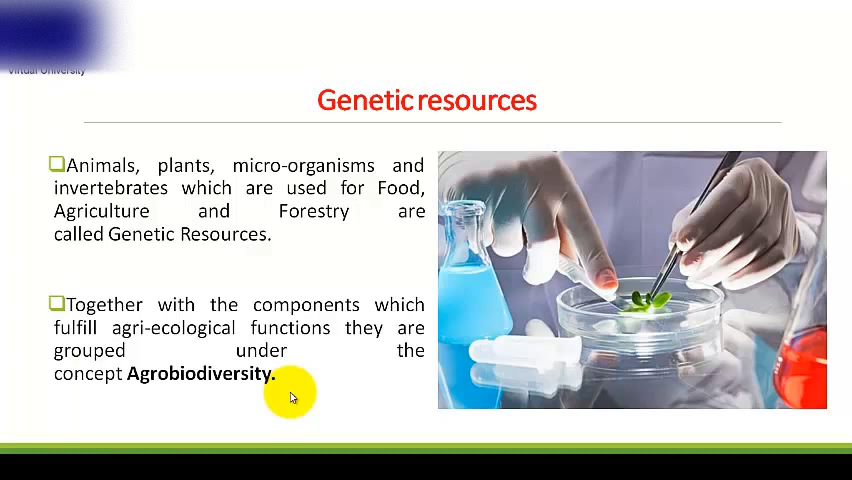 Virtual University
Genetic resources
Animals, plants, micro-organisms and
invertebrates which are used for Food,
Agriculture and Forestry are
called Genetic Resources.
Together with the components which
fulfill agri-ecological functions they are
grouped under the
concept Agrobiodiversity.